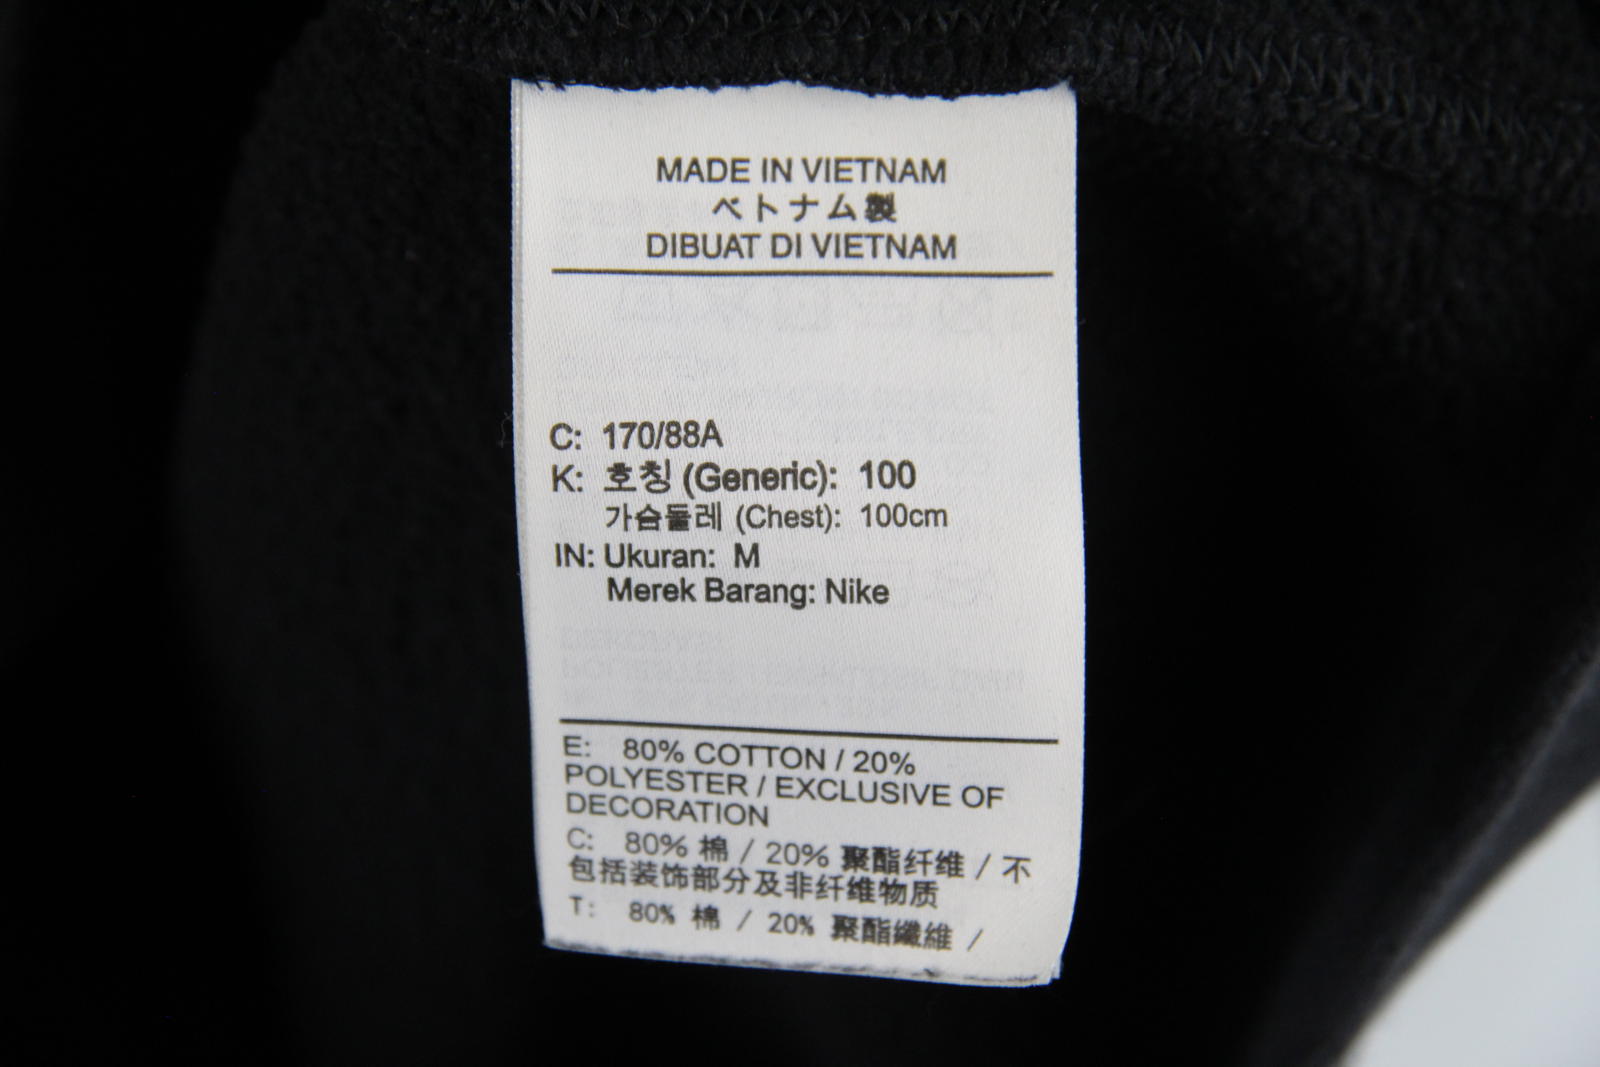 MADE IN VIETNAM
ベトナム製
DIBUAT DI VIETNAM
C: 170/88A
K: 호칭 (Generic): 100
가슴둘레 (Chest): 100cm
IN: Ukuran: M
Merek Barang: Nike
E: 80% COTTON / 20%
POLYESTER / EXCLUSIVE OF
DECORATION
C: 80% 棉 / 20% 聚酯纤维 / 不
包括装饰部分及非纤维物质
T: 80% 棉 / 20% 聚酯纖維 /